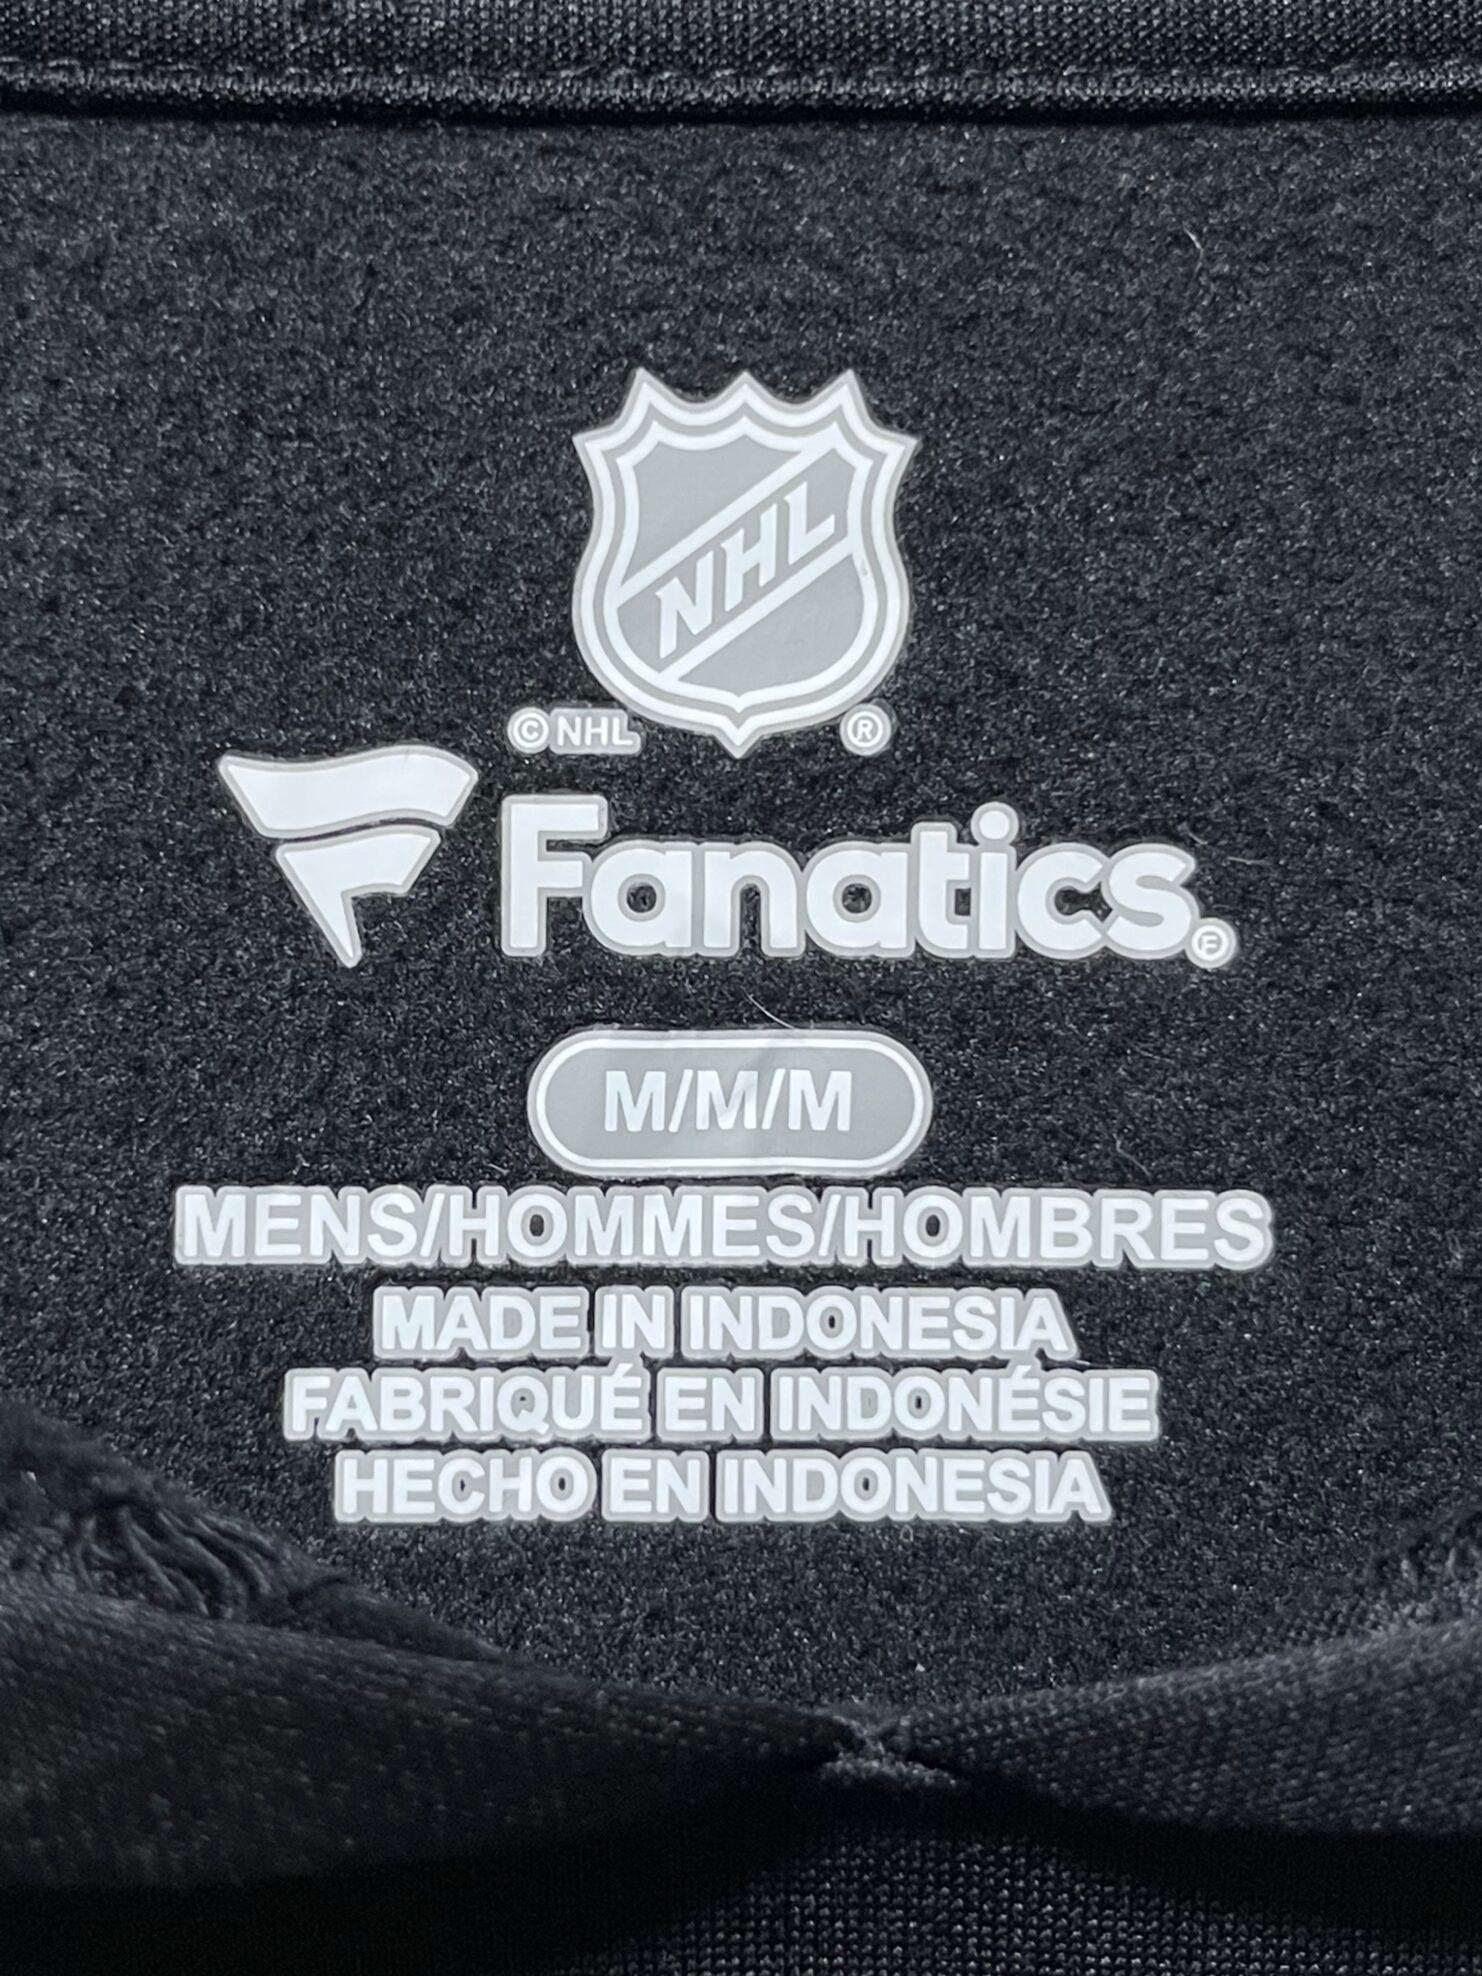 NHL
© NHL ®
Fanatics. Ⓕ
M/M/M
MENS/HOMMES/HOMBRES
MADE IN INDONESIA
FABRIQUÉ EN INDONÉSIE
HECHO EN INDONESIA